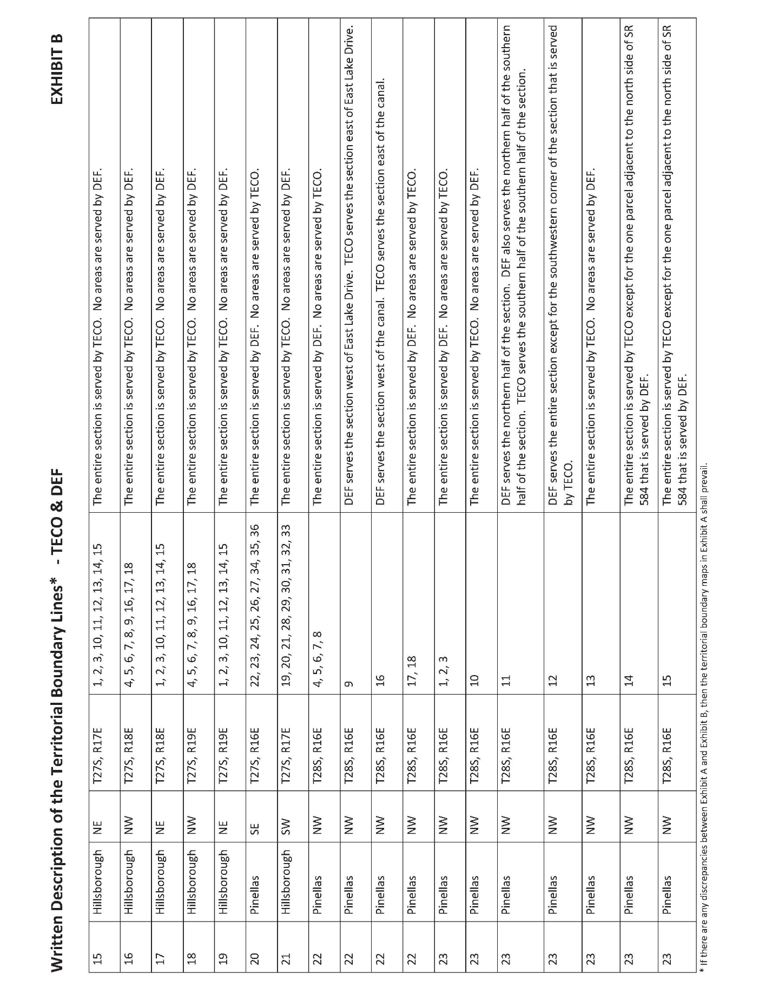 Written Description of the Territorial Boundary Lines* - TECO & DEF EXHIBIT B
15 Hillsborough NE T27S, R17E 1, 2, 3, 10, 11, 12, 13, 14, 15 The entire section is served by TECO. No areas are served by DEF.
16 Hillsborough NW T27S, R18E 4, 5, 6, 7, 8, 9, 16, 17, 18 The entire section is served by TECO. No areas are served by DEF.
17 Hillsborough NE T27S, R18E 1, 2, 3, 10, 11, 12, 13, 14, 15 The entire section is served by TECO. No areas are served by DEF.
18 Hillsborough NW T27S, R19E 4, 5, 6, 7, 8, 9, 16, 17, 18 The entire section is served by TECO. No areas are served by DEF.
19 Hillsborough NE T27S, R19E 1, 2, 3, 10, 11, 12, 13, 14, 15 The entire section is served by TECO. No areas are served by DEF.
20 Pinellas SE T27S, R16E 22, 23, 24, 25, 26, 27, 34, 35, 36 The entire section is served by DEF. No areas are served by TECO.
21 Hillsborough SW T27S, R17E 19, 20, 21, 28, 29, 30, 31, 32, 33 The entire section is served by TECO. No areas are served by DEF.
22 Pinellas NW T28S, R16E 4, 5, 6, 7, 8 The entire section is served by DEF. No areas are served by TECO.
22 Pinellas NW T28S, R16E 9 DEF serves the section west of East Lake Drive. TECO serves the section east of East Lake Drive.
22 Pinellas NW T28S, R16E 16 DEF serves the section west of the canal. TECO serves the section east of the canal.
22 Pinellas NW T28S, R16E 17, 18 The entire section is served by DEF. No areas are served by TECO.
23 Pinellas NW T28S, R16E 1, 2, 3 The entire section is served by DEF. No areas are served by TECO.
23 Pinellas NW T28S, R16E 10 The entire section is served by TECO. No areas are served by DEF.
23 Pinellas NW T28S, R16E 11 DEF serves the northern half of the section. DEF also serves the northern half of the southern
half of the section. TECO serves the southern half of the southern half of the section.
23 Pinellas NW T28S, R16E 12 DEF serves the entire section except for the southwestern corner of the section that is served
by TECO.
23 Pinellas NW T28S, R16E 13 The entire section is served by TECO. No areas are served by DEF.
23 Pinellas NW T28S, R16E 14 The entire section is served by TECO except for the one parcel adjacent to the north side of SR
584 that is served by DEF.
23 Pinellas NW T28S, R16E 15 The entire section is served by TECO except for the one parcel adjacent to the north side of SR
584 that is served by DEF.
* If there are any discrepancies between Exhibit A and Exhibit B, then the territorial boundary maps in Exhibit A shall prevail.